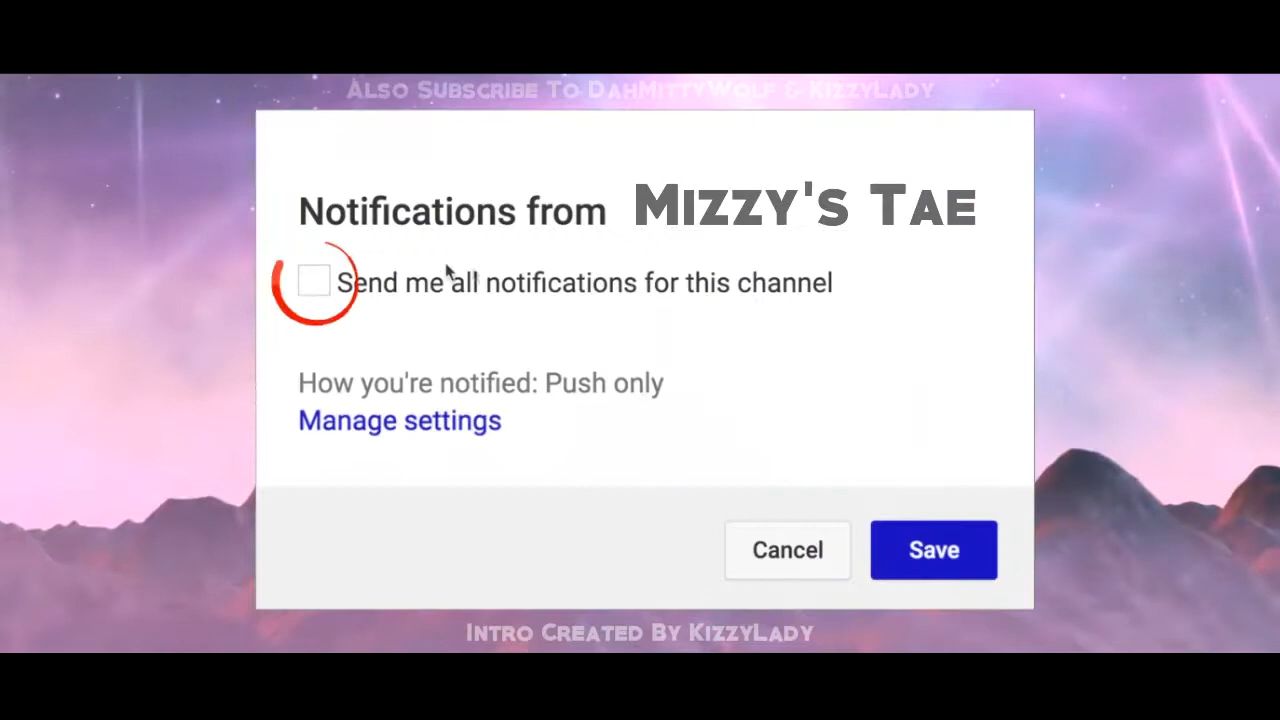 Also Subscribe To DahMittyWolf & KizzyLady
Notifications from Mizzy's Tae
Send me all notifications for this channel
How you're notified: Push only
Manage settings
Cancel Save
Intro Created By KizzyLady